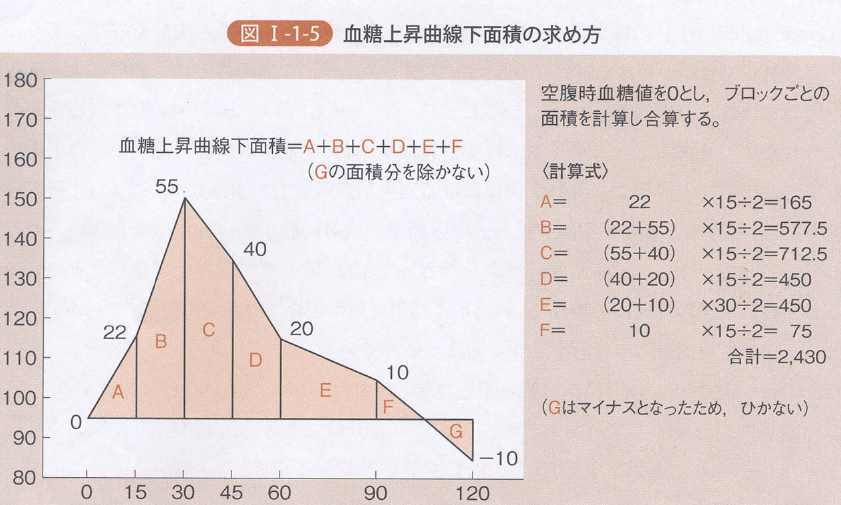 図 I-1-5 血糖上昇曲線下面積の求め方
180
170
160
150
140
130
120
110
100
90
80
血糖上昇曲線下面積=A+B+C+D+E+F
(Gの面積分を除かない)
55
40
22
20
10
0
-10
A
B
C
D
E
F
G
0 15 30 45 60 90 120
空腹時血糖値を0とし, ブロックごとの
面積を計算し合算する。
〈計算式〉
A= 22 ×15÷2=165
B= (22+55) ×15÷2=577.5
C= (55+40) ×15÷2=712.5
D= (40+20) ×15÷2=450
E= (20+10) ×30÷2=450
F= 10 ×15÷2= 75
合計=2,430
(Gはマイナスとなったため, ひかない)